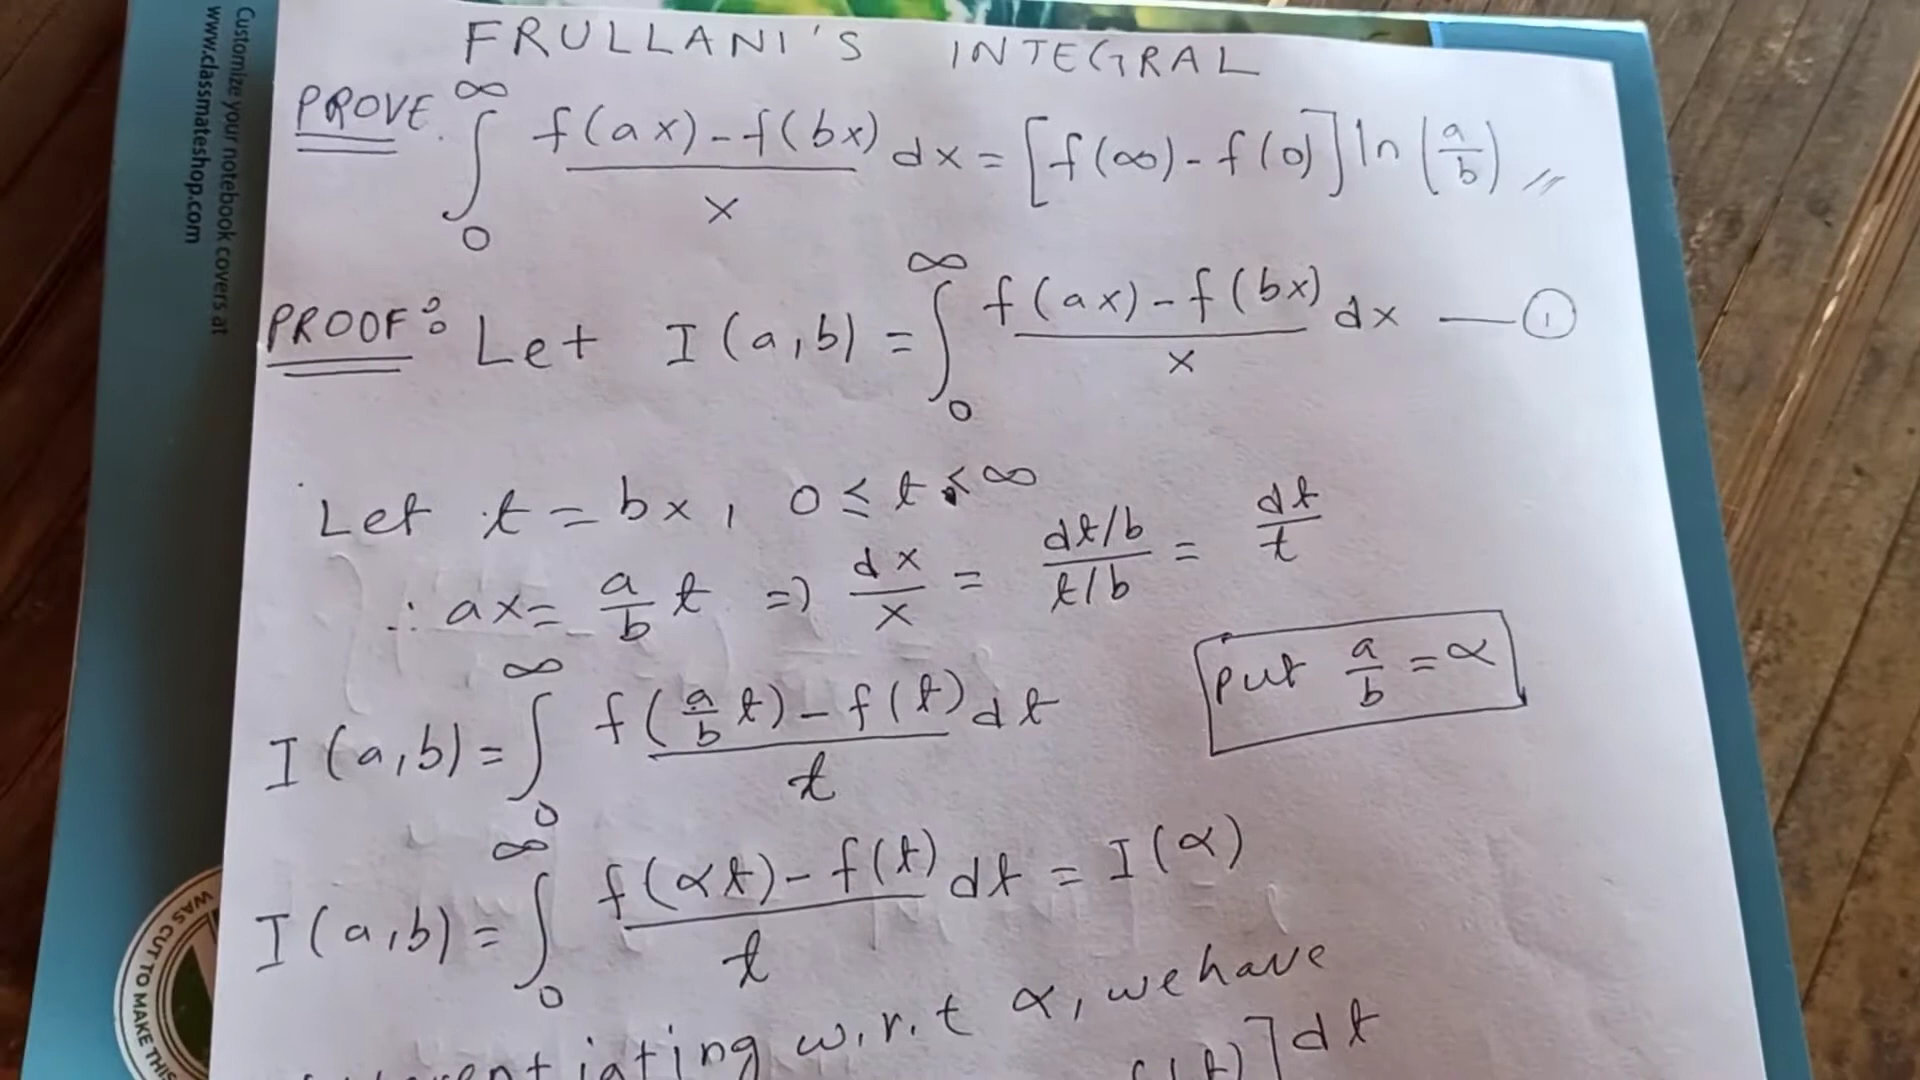 Customize your notebook covers at
www.classmateshop.com
FRULLANI'S INTEGRAL
PROVE. ∫₀^∞ (f(ax)-f(bx))/x dx = [f(∞)-f(0)] ln (a/b) //
PROOF: Let I(a,b) = ∫₀^∞ (f(ax)-f(bx))/x dx —①
Let t = bx, 0 ≤ t < ∞
∴ ax = a/b t => dx/x = (dt/b)/(t/b) = dt/t
put a/b = α
I(a,b) = ∫₀^∞ (f(a/b t)-f(t))/t dt
I(a,b) = ∫₀^∞ (f(αt)-f(t))/t dt = I(α)
w.r.t α, we have
] dt
WAS CUT TO MAKE THIS